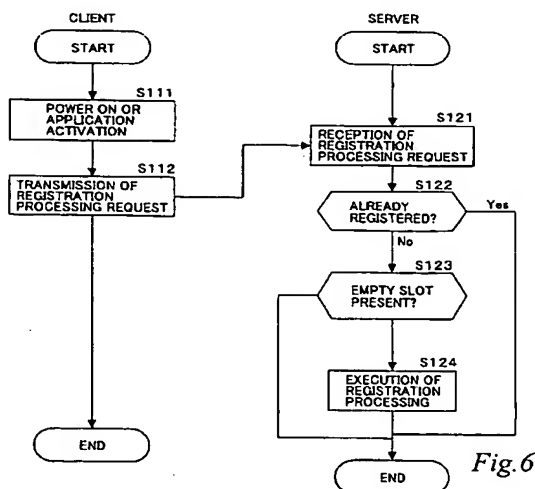 CLIENT
START
S111
POWER ON OR
APPLICATION
ACTIVATION
S112
TRANSMISSION OF
REGISTRATION
PROCESSING REQUEST
END
SERVER
START
S121
RECEPTION OF
REGISTRATION
PROCESSING REQUEST
S122
ALREADY
REGISTERED?
Yes
No
S123
EMPTY SLOT
PRESENT?
S124
EXECUTION OF
REGISTRATION
PROCESSING
END
Fig.6